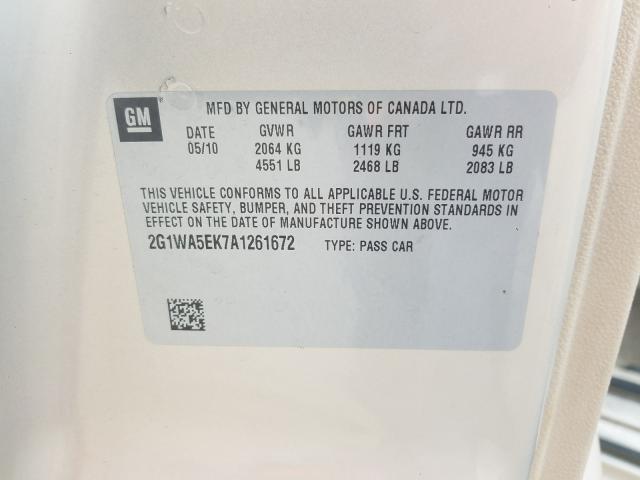 GM
MFD BY GENERAL MOTORS OF CANADA LTD.
DATE GVWR GAWR FRT GAWR RR
05/10 2064 KG 1119 KG 945 KG
4551 LB 2468 LB 2083 LB
THIS VEHICLE CONFORMS TO ALL APPLICABLE U.S. FEDERAL MOTOR
VEHICLE SAFETY, BUMPER, AND THEFT PREVENTION STANDARDS IN
EFFECT ON THE DATE OF MANUFACTURE SHOWN ABOVE.
2G1WA5EK7A1261672 TYPE: PASS CAR